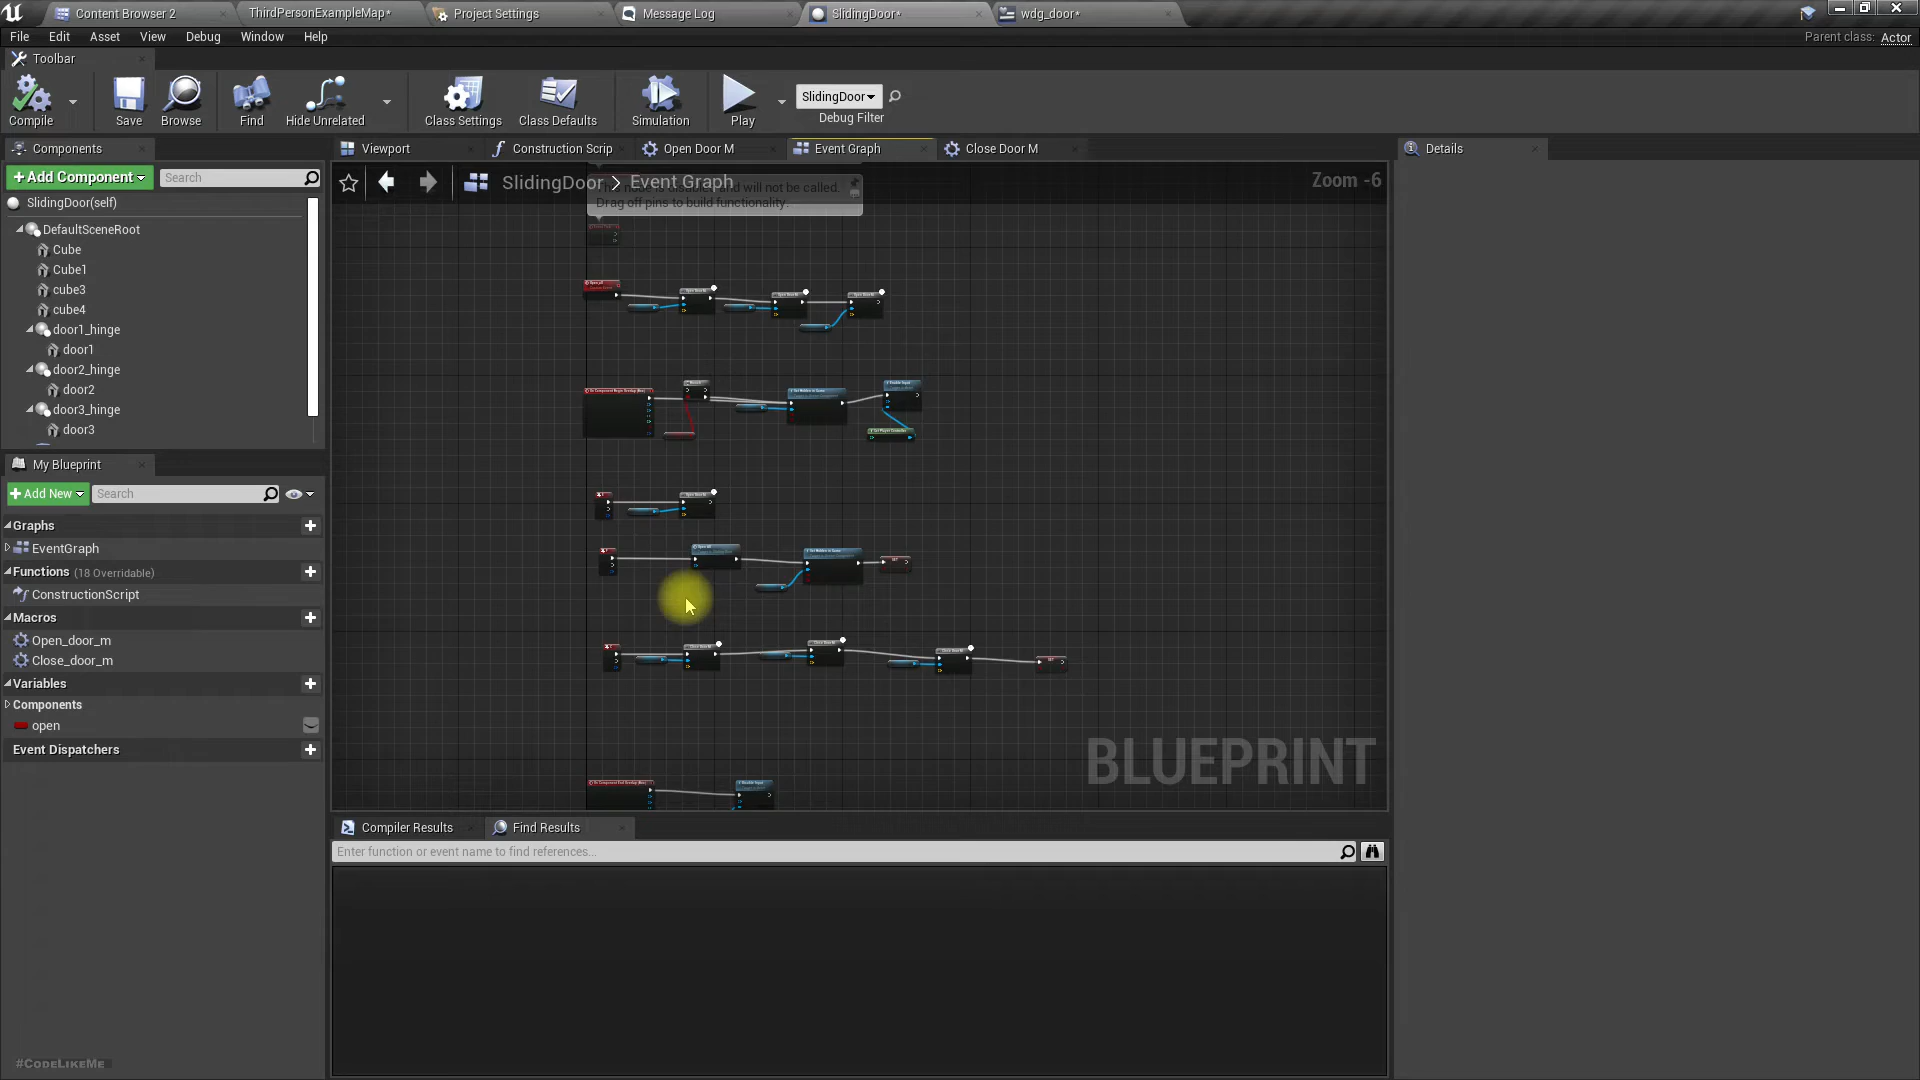 Content Browser 2
ThirdPersonExampleMap*
Project Settings
Message Log
SlidingDoor*
wdg_door*
File Edit Asset View Debug Window Help
Parent class: Actor
Toolbar
Compile
Save
Browse
Find
Hide Unrelated
Class Settings
Class Defaults
Simulation
Play
SlidingDoor
Debug Filter
Components
+Add Component
Search
SlidingDoor(self)
DefaultSceneRoot
Cube
Cube1
cube3
cube4
door1_hinge
door1
door2_hinge
door2
door3_hinge
door3
My Blueprint
+Add New
Search
Graphs
EventGraph
Functions (18 Overridable)
ConstructionScript
Macros
Open_door_m
Close_door_m
Variables
Components
open
Event Dispatchers
#CodeLikeMe
Viewport
Construction Scrip
Open Door M
Event Graph
Close Door M
SlidingDoor > Event Graph
Zoom -6
and will not be called.
Drag off pins to build functionality.
BLUEPRINT
Compiler Results
Find Results
Enter function or event name to find references...
Details